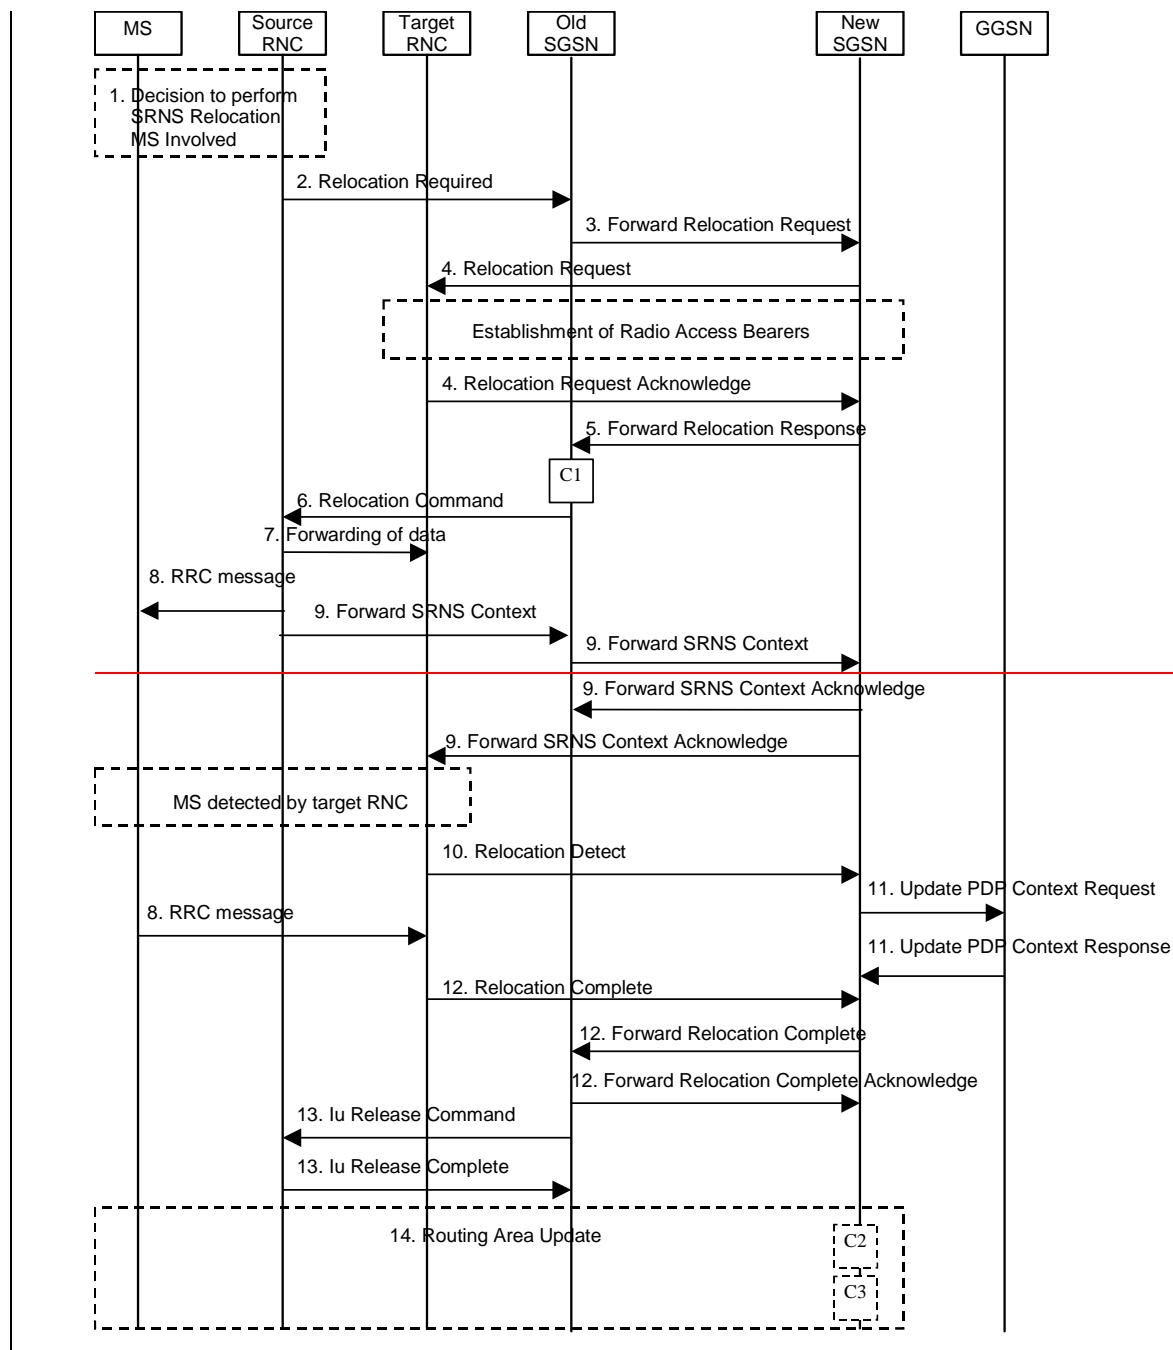 MS
Source
RNC
Target
RNC
Old
SGSN
New
SGSN
GGSN
1. Decision to perform
SRNS Relocation
MS Involved
2. Relocation Required
3. Forward Relocation Request
4. Relocation Request
Establishment of Radio Access Bearers
4. Relocation Request Acknowledge
5. Forward Relocation Response
C1
6. Relocation Command
7. Forwarding of data
8. RRC message
9. Forward SRNS Context
9. Forward SRNS Context
9. Forward SRNS Context Acknowledge
9. Forward SRNS Context Acknowledge
MS detected by target RNC
10. Relocation Detect
11. Update PDP Context Request
8. RRC message
11. Update PDP Context Response
12. Relocation Complete
12. Forward Relocation Complete
12. Forward Relocation Complete Acknowledge
13. Iu Release Command
13. Iu Release Complete
14. Routing Area Update
C2
C3